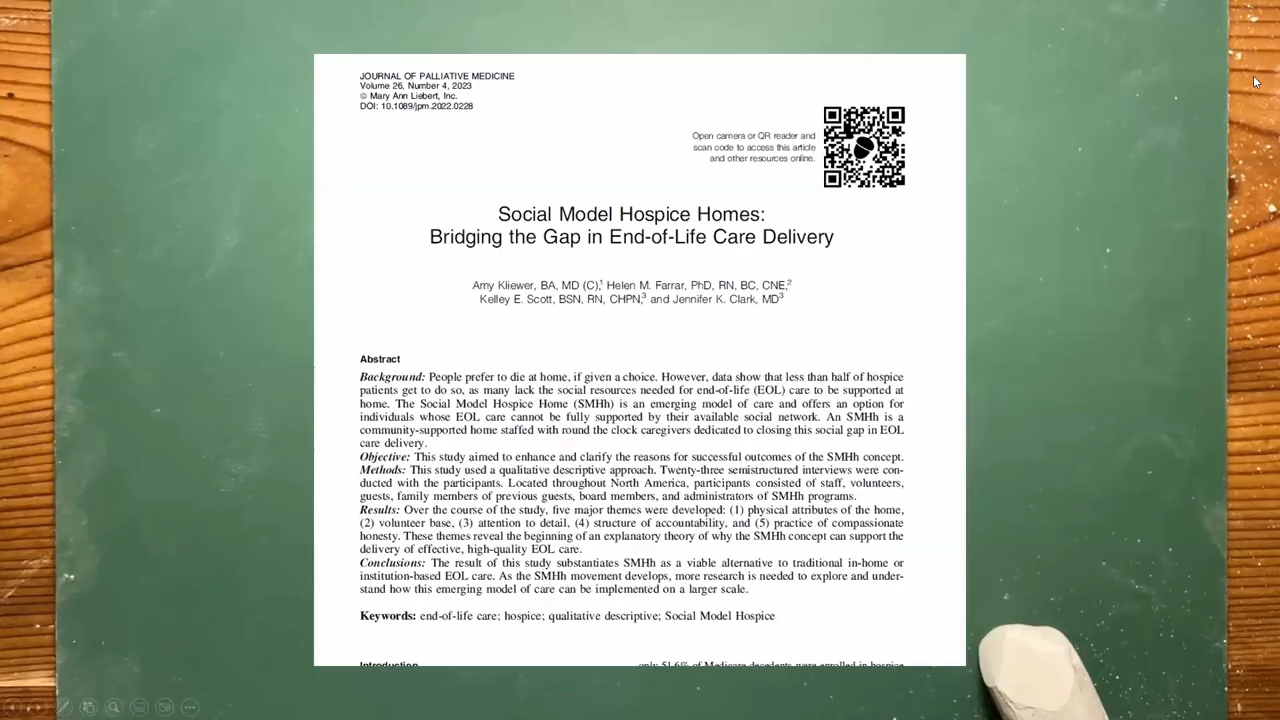 JOURNAL OF PALLIATIVE MEDICINE
Volume 26, Number 4, 2023
© Mary Ann Liebert, Inc.
DOI: 10.1089/jpm.2022.0228
Open camera or QR reader and
scan code to access this article
and other resources online.
Social Model Hospice Homes:
Bridging the Gap in End-of-Life Care Delivery
Amy Kliewer, BA, MD (C),1 Helen M. Farrar, PhD, RN, BC, CNE,2
Kelley E. Scott, BSN, RN, CHPN,3 and Jennifer K. Clark, MD3
Abstract
Background: People prefer to die at home, if given a choice. However, data show that less than half of hospice
patients get to do so, as many lack the social resources needed for end-of-life (EOL) care to be supported at
home. The Social Model Hospice Home (SMHh) is an emerging model of care and offers an option for
individuals whose EOL care cannot be fully supported by their available social network. An SMHh is a
community-supported home staffed with round the clock caregivers dedicated to closing this social gap in EOL
care delivery.
Objective: This study aimed to enhance and clarify the reasons for successful outcomes of the SMHh concept.
Methods: This study used a qualitative descriptive approach. Twenty-three semistructured interviews were con-
ducted with the participants. Located throughout North America, participants consisted of staff, volunteers,
guests, family members of previous guests, board members, and administrators of SMHh programs.
Results: Over the course of the study, five major themes were developed: (1) physical attributes of the home,
(2) volunteer base, (3) attention to detail, (4) structure of accountability, and (5) practice of compassionate
honesty. These themes reveal the beginning of an explanatory theory of why the SMHh concept can support the
delivery of effective, high-quality EOL care.
Conclusions: The result of this study substantiates SMHh as a viable alternative to traditional in-home or
institution-based EOL care. As the SMHh movement develops, more research is needed to explore and under-
stand how this emerging model of care can be implemented on a larger scale.
Keywords: end-of-life care; hospice; qualitative descriptive; Social Model Hospice
Introduction
only 51.6% of Medicare decedents were enrolled in hospice